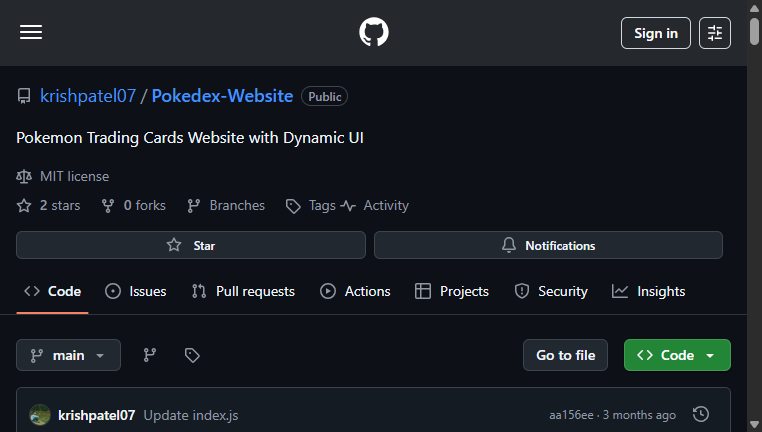 Sign in
krishpatel07 / Pokedex-Website Public
Pokemon Trading Cards Website with Dynamic UI
MIT license
2 stars 0 forks Branches Tags Activity
Star Notifications
Code Issues Pull requests Actions Projects Security Insights
main Go to file Code
krishpatel07 Update index.js aa156ee · 3 months ago